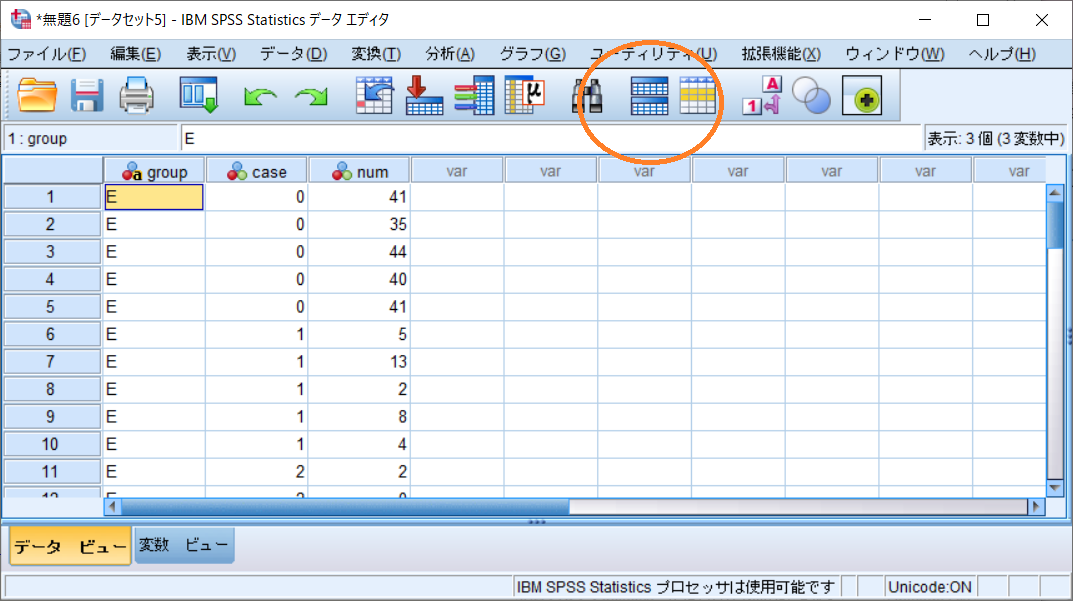 *無題6 [データセット5] - IBM SPSS Statistics データ エディタ
ファイル(F) 編集(E) 表示(V) データ(D) 変換(T) 分析(A) グラフ(G) ユーティリティ(U) 拡張機能(X) ウィンドウ(W) ヘルプ(H)
μ A 1
1 : group E 表示: 3 個 (3 変数中)
a group case num var var var var var var var
1 E 0 41
2 E 0 35
3 E 0 44
4 E 0 40
5 E 0 41
6 E 1 5
7 E 1 13
8 E 1 2
9 E 1 8
10 E 1 4
11 E 2 2
データ ビュー 変数 ビュー
IBM SPSS Statistics プロセッサは使用可能です Unicode:ON